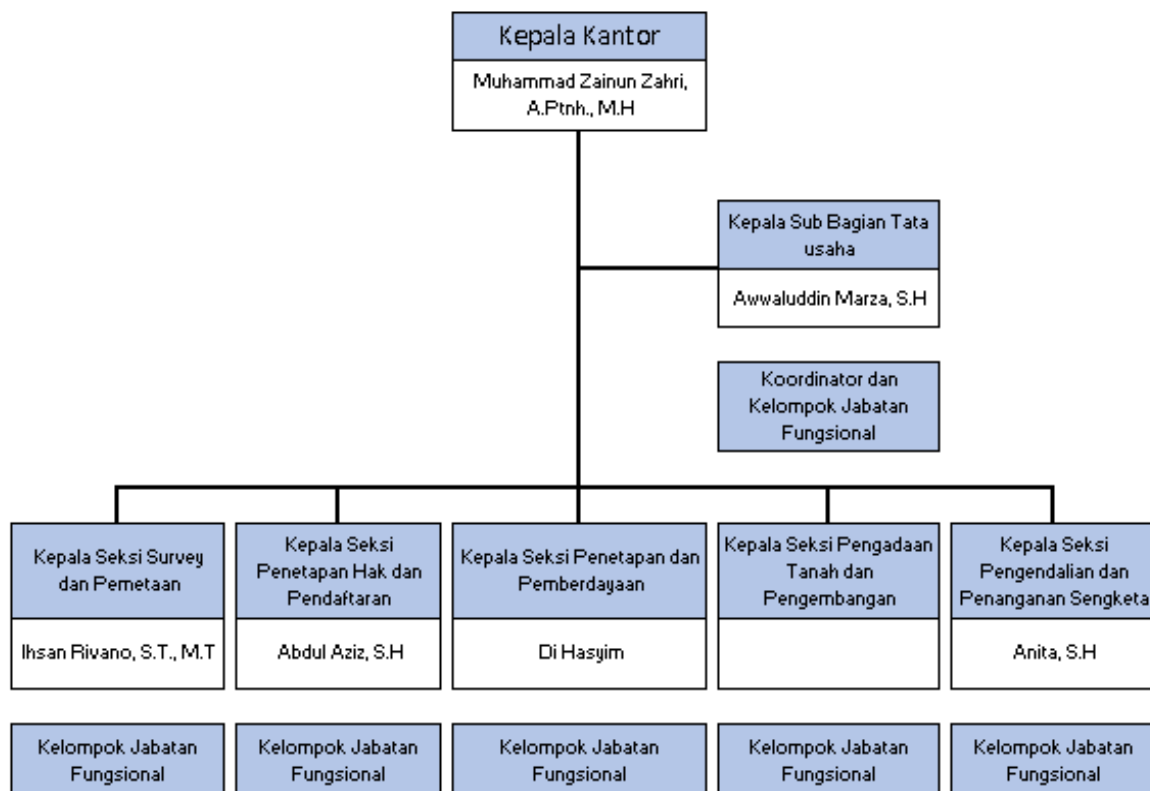 Kepala Kantor
Muhammad Zainun Zahri,
A.Ptnh., M.H
Kepala Sub Bagian Tata
usaha
Awwaluddin Marza, S.H
Koordinator dan
Kelompok Jabatan
Fungsional
Kepala Seksi Survey
dan Pemetaan
Ihsan Rivano, S.T., M.T
Kepala Seksi
Penetapan Hak dan
Pendaftaran
Abdul Aziz, S.H
Kepala Seksi Penetapan dan
Pemberdayaan
Di Hasyim
Kepala Seksi Pengadaan
Tanah dan
Pengembangan
Kepala Seksi
Pengendalian dan
Penanganan Sengketa
Anita, S.H
Kelompok Jabatan
Fungsional
Kelompok Jabatan
Fungsional
Kelompok Jabatan
Fungsional
Kelompok Jabatan
Fungsional
Kelompok Jabatan
Fungsional